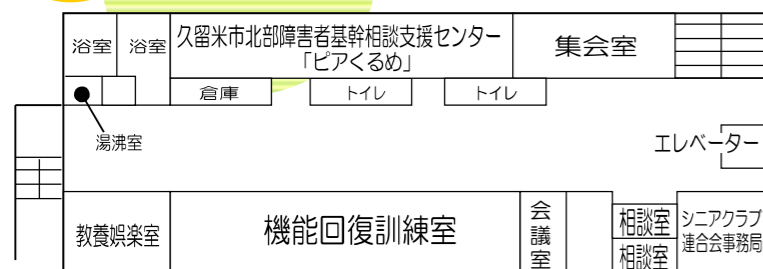 浴室
浴室
久留米市北部障害者基幹相談支援センター
「ピアくるめ」
集会室
倉庫
トイレ
トイレ
湯沸室
エレベーター
教養娯楽室
機能回復訓練室
会議室
相談室
相談室
シニアクラブ
連合会事務局